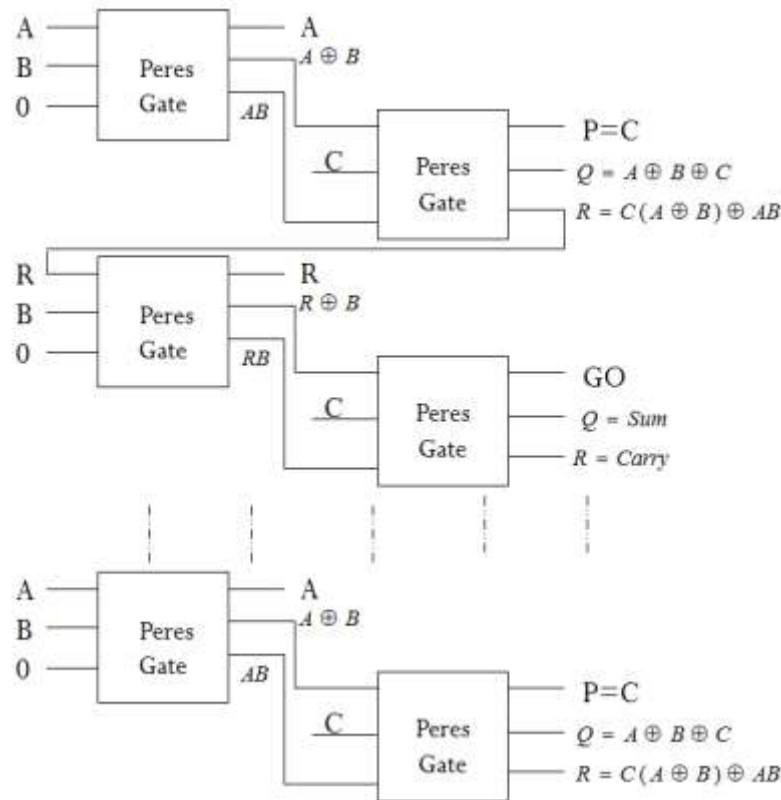 A
A
B
A ⊕ B
Peres
Gate
0
AB
P=C
C
Peres
Gate
Q = A ⊕ B ⊕ C
R = C(A ⊕ B) ⊕ AB
R
R
B
R ⊕ B
Peres
Gate
0
RB
GO
C
Peres
Gate
Q = Sum
R = Carry
A
A
B
A ⊕ B
Peres
Gate
0
AB
P=C
C
Peres
Gate
Q = A ⊕ B ⊕ C
R = C(A ⊕ B) ⊕ AB